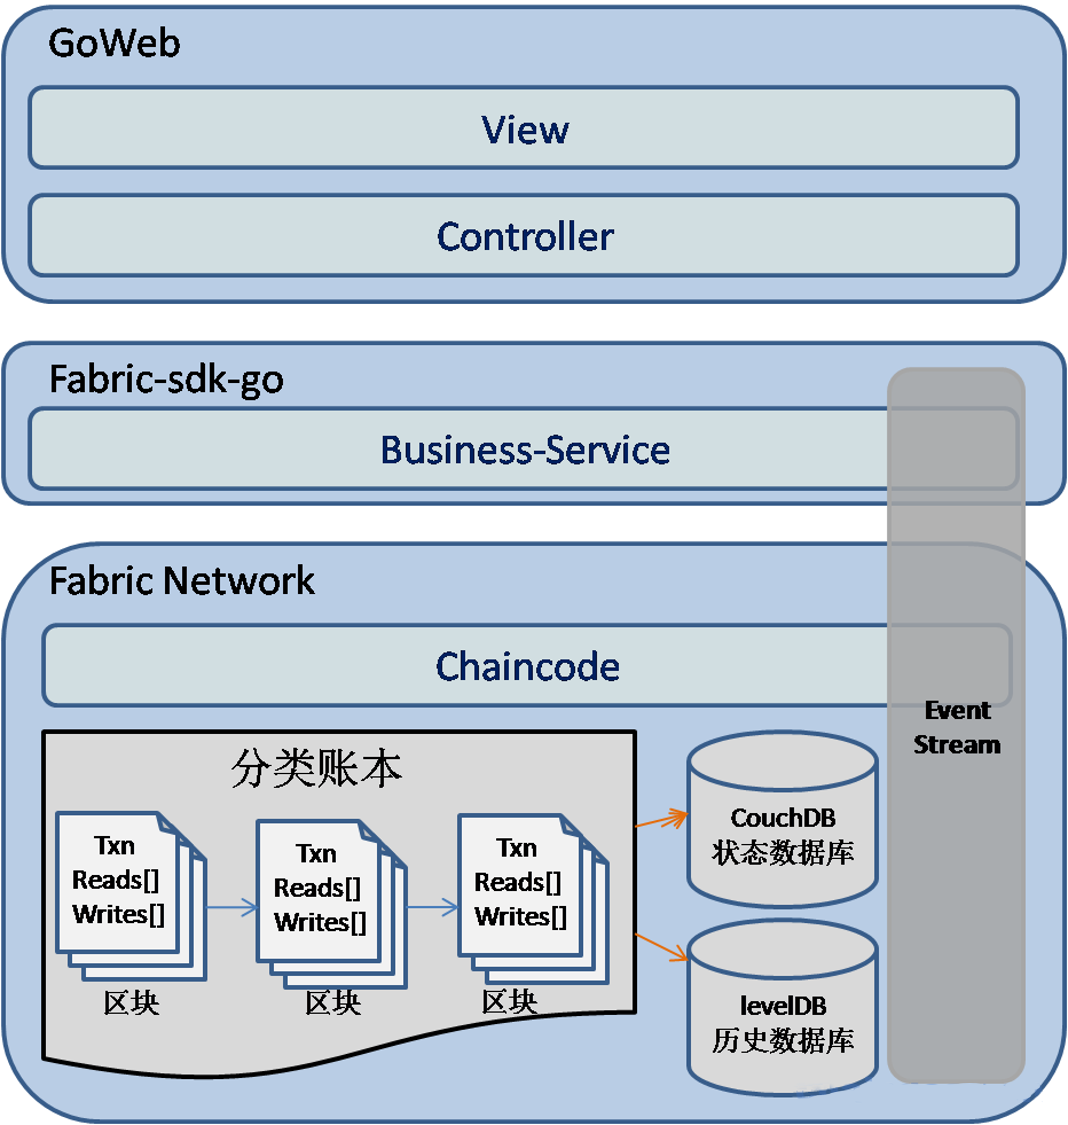 GoWeb
View
Controller
Fabric-sdk-go
Business-Service
Fabric Network
Chaincode
Event
Stream
分类账本
Txn
Reads[]
Writes[]
区块
Txn
Reads[]
Writes[]
区块
Txn
Reads[]
Writes[]
区块
CouchDB
状态数据库
levelDB
历史数据库